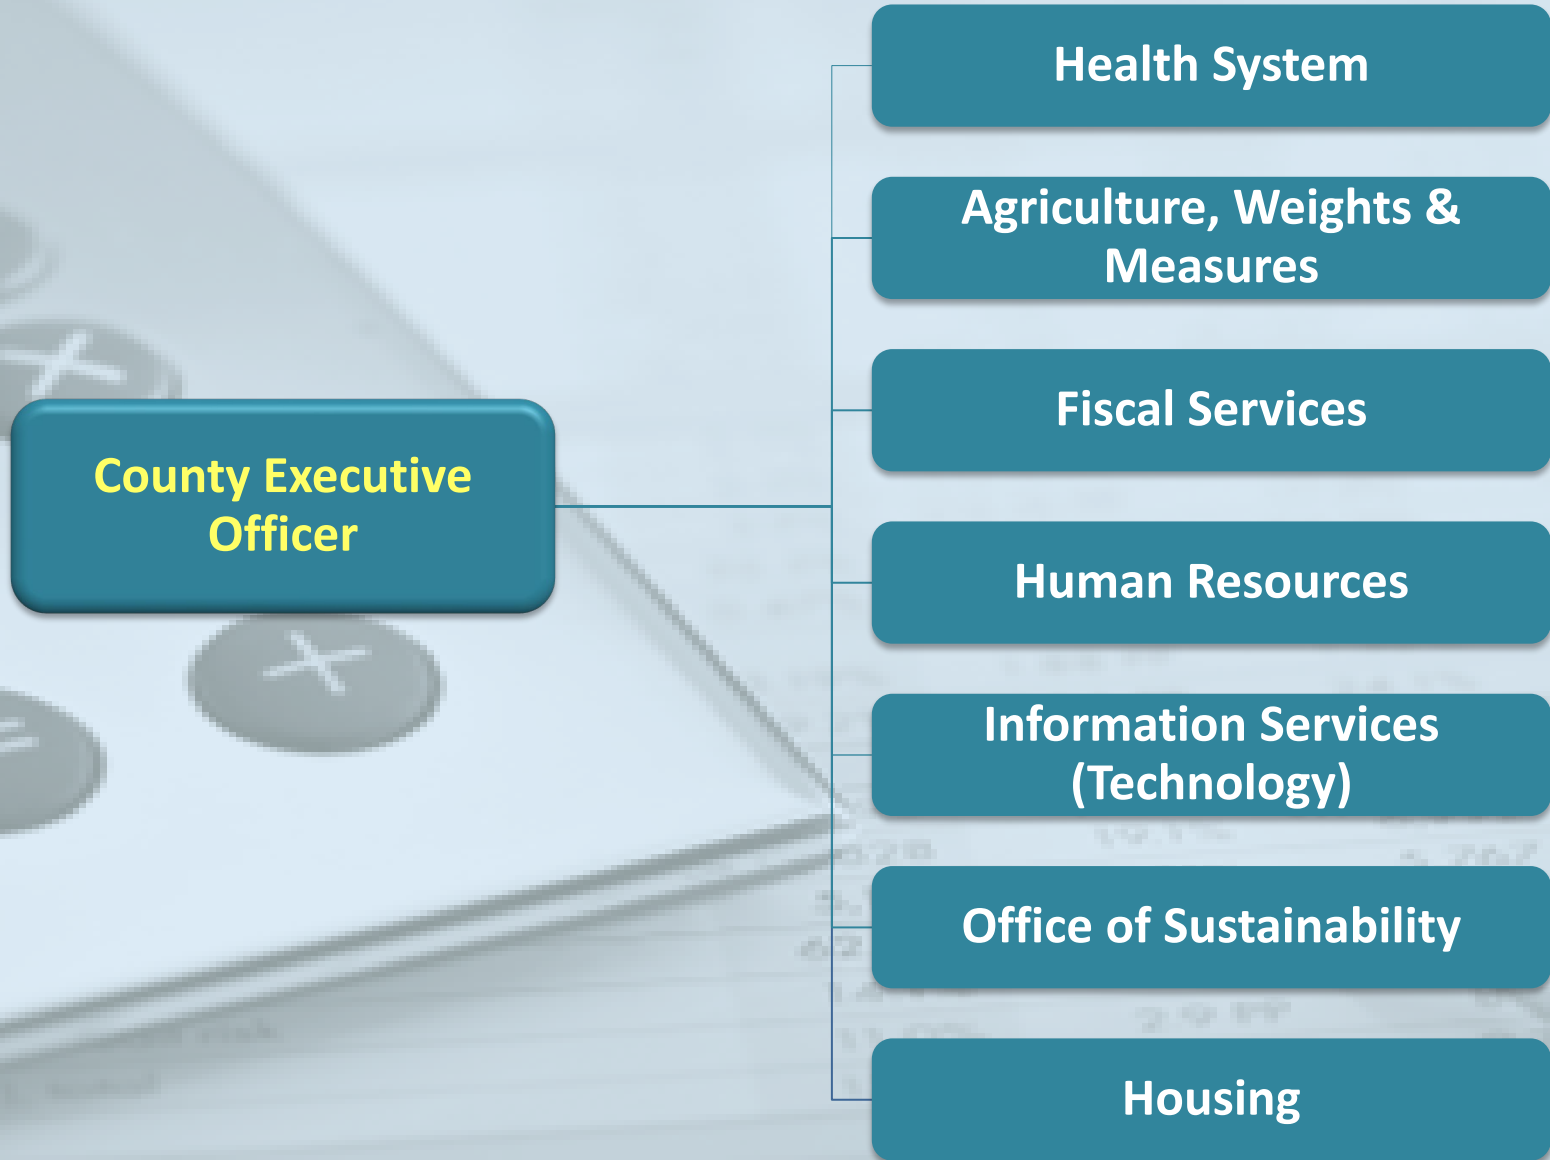 Health System
Agriculture, Weights &
Measures
Fiscal Services
County Executive
Officer
Human Resources
Information Services
(Technology)
Office of Sustainability
Housing